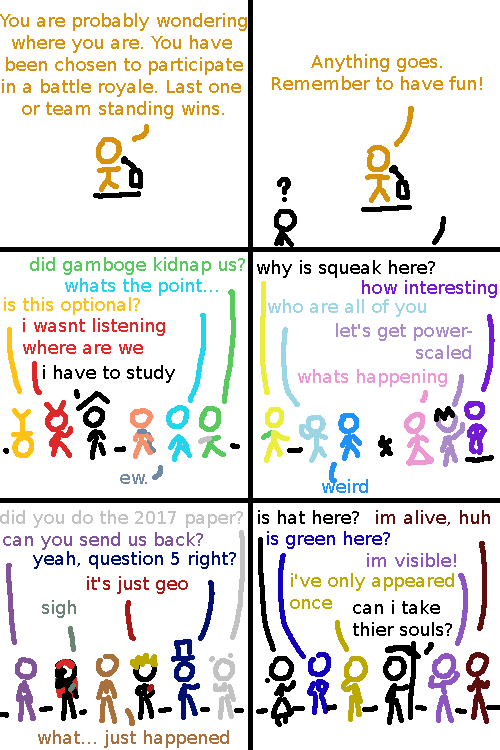 You are probably wondering
where you are. You have
been chosen to participate
in a battle royale. Last one
or team standing wins.
Anything goes.
Remember to have fun!
?
did gamboge kidnap us?
whats the point...
is this optional?
i wasnt listening
where are we
i have to study
ew.
why is squeak here?
how interesting
who are all of you
let's get power-
scaled
whats happening
weird
did you do the 2017 paper?
can you send us back?
yeah, question 5 right?
it's just geo
sigh
what... just happened
is hat here?
im alive, huh
is green here?
im visible!
i've only appeared
once
can i take
thier souls?